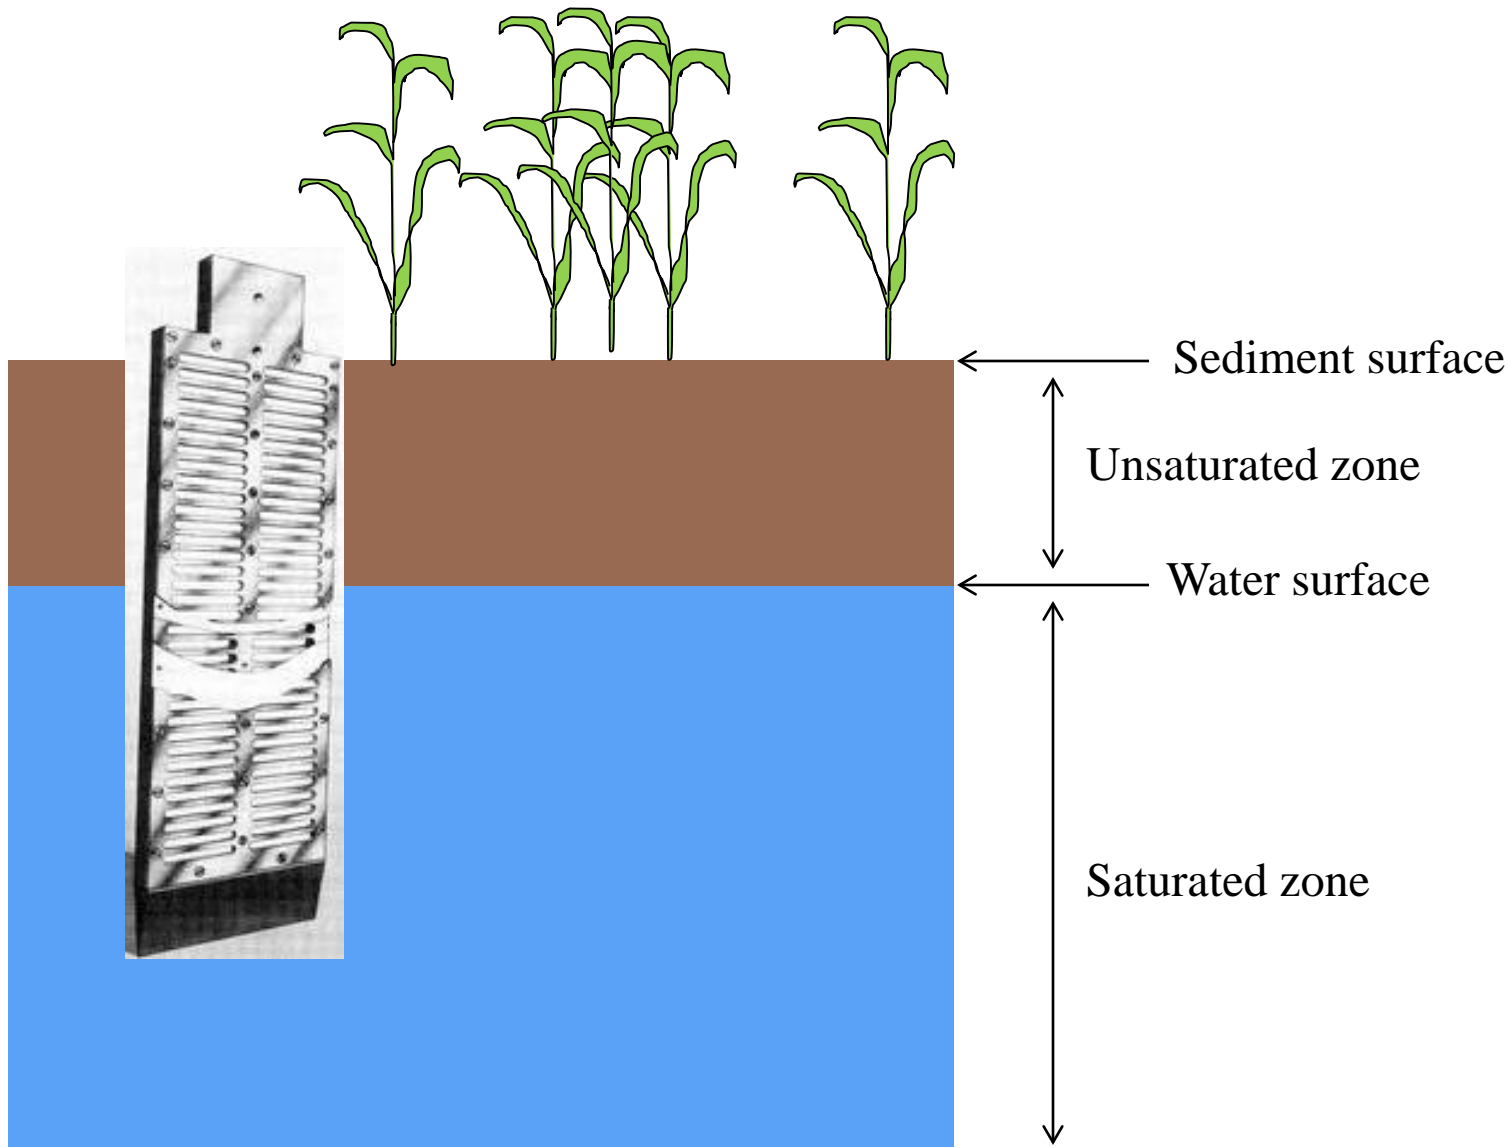 Sediment surface
Unsaturated zone
Water surface
Saturated zone